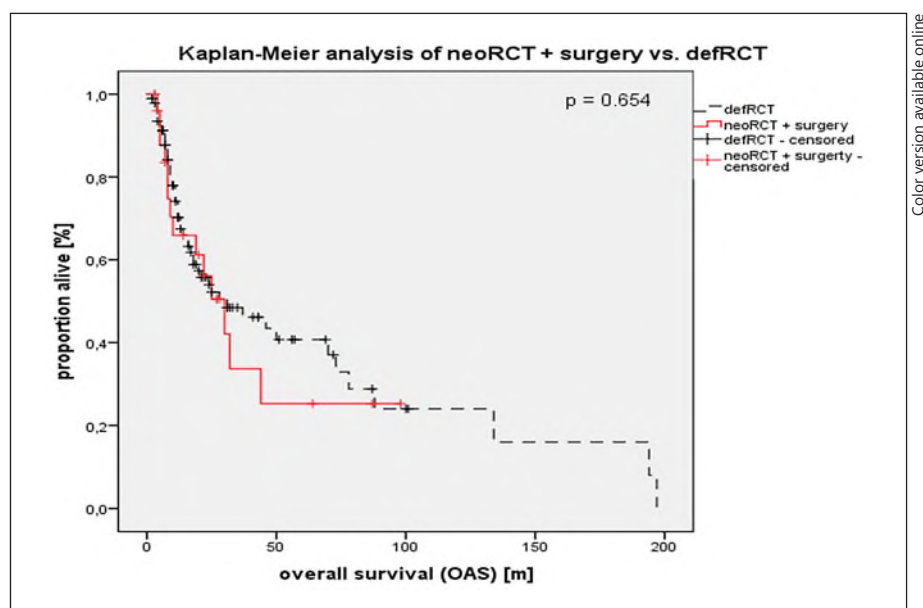 Kaplan-Meier analysis of neoRCT + surgery vs. defRCT
p = 0.654
defRCT
neoRCT + surgery
defRCT - censored
neoRCT + surgerty -
censored
proportion alive [%]
1,0
0,8
0,6
0,4
0,2
0,0
0
50
100
150
200
overall survival (OAS) [m]
Color version available online